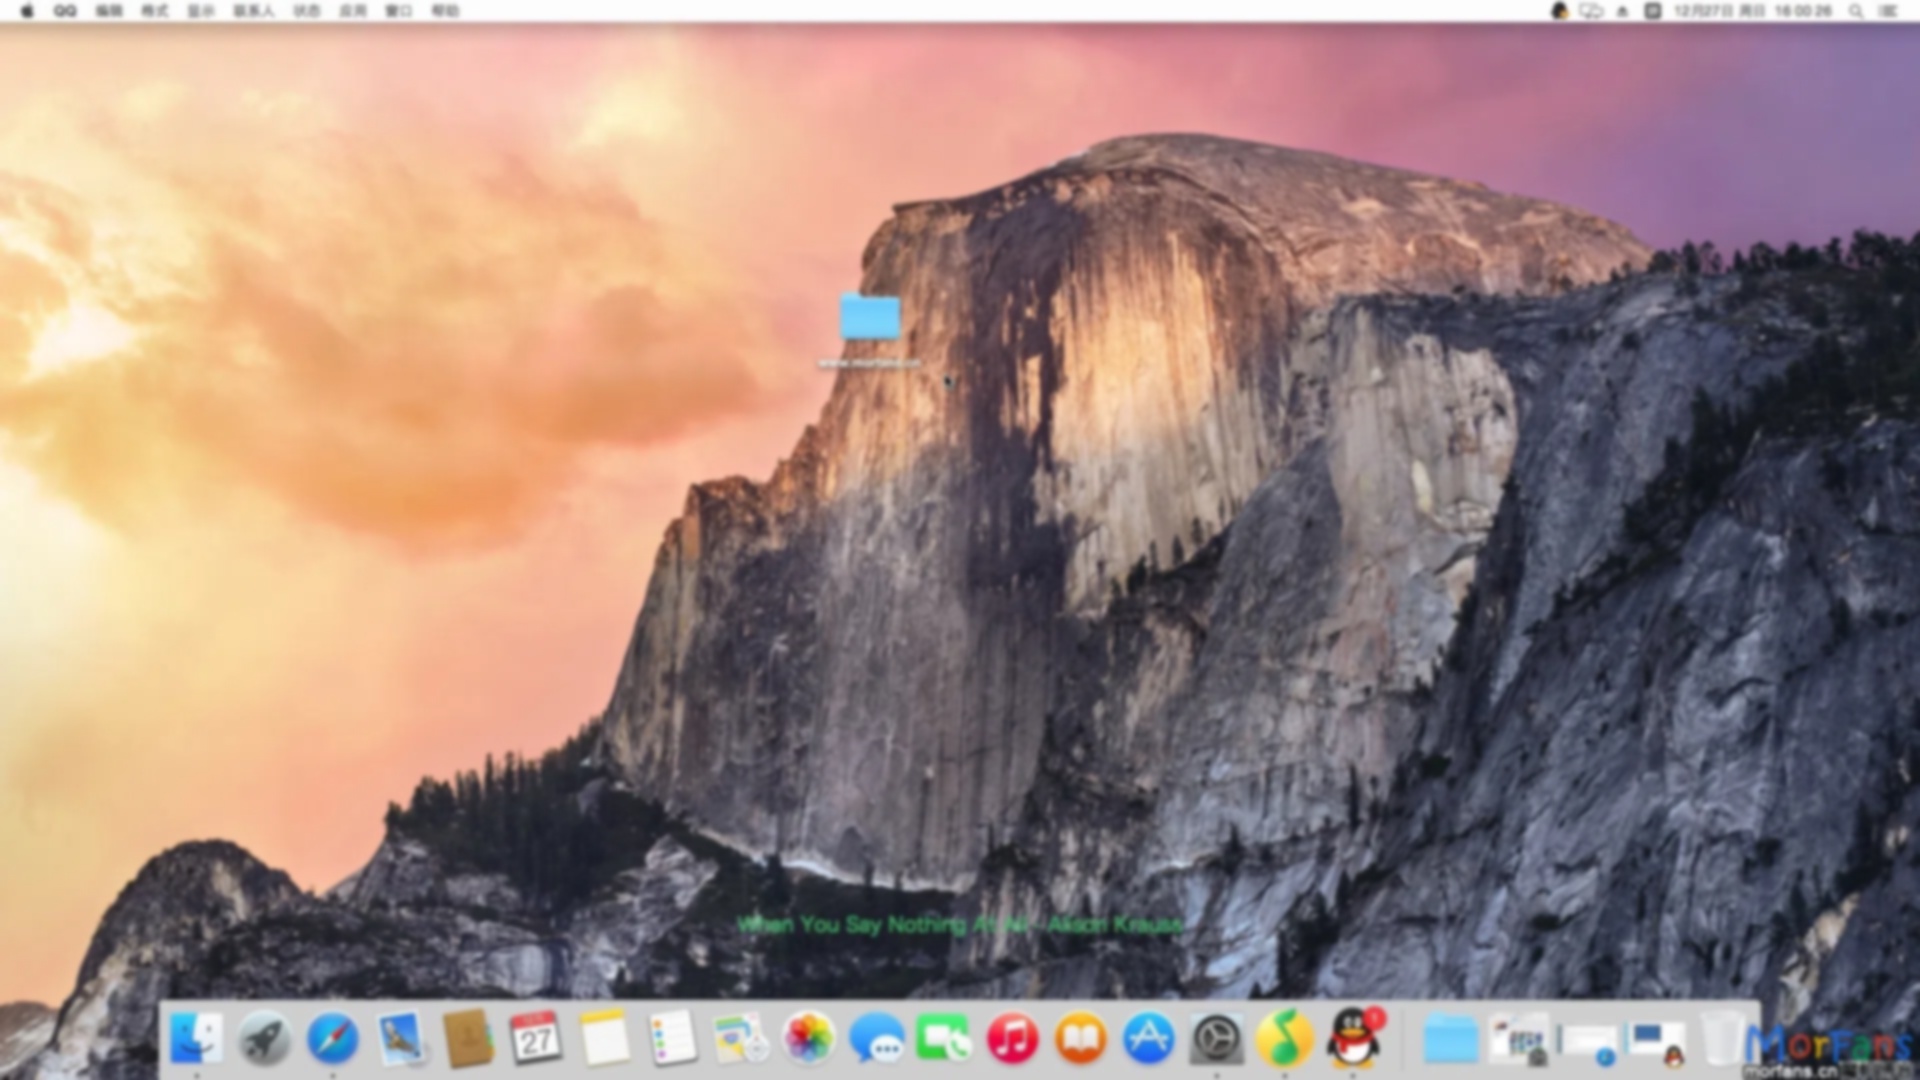 QQ 编辑 格式 显示 联系人 状态 应用 窗口 帮助
12月27日 周日 16:00:26
www.morfans.cn
When You Say Nothing At All - Alison Krauss
27
1
MorFans
morfans.cn